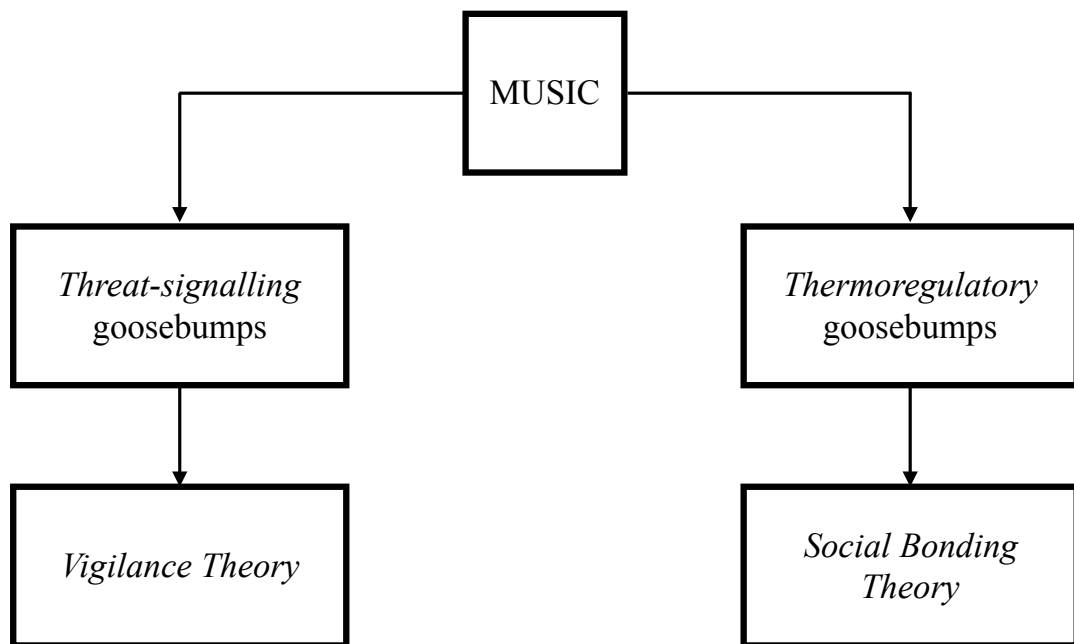 MUSIC
Threat-signalling
goosebumps
Thermoregulatory
goosebumps
Vigilance Theory
Social Bonding
Theory